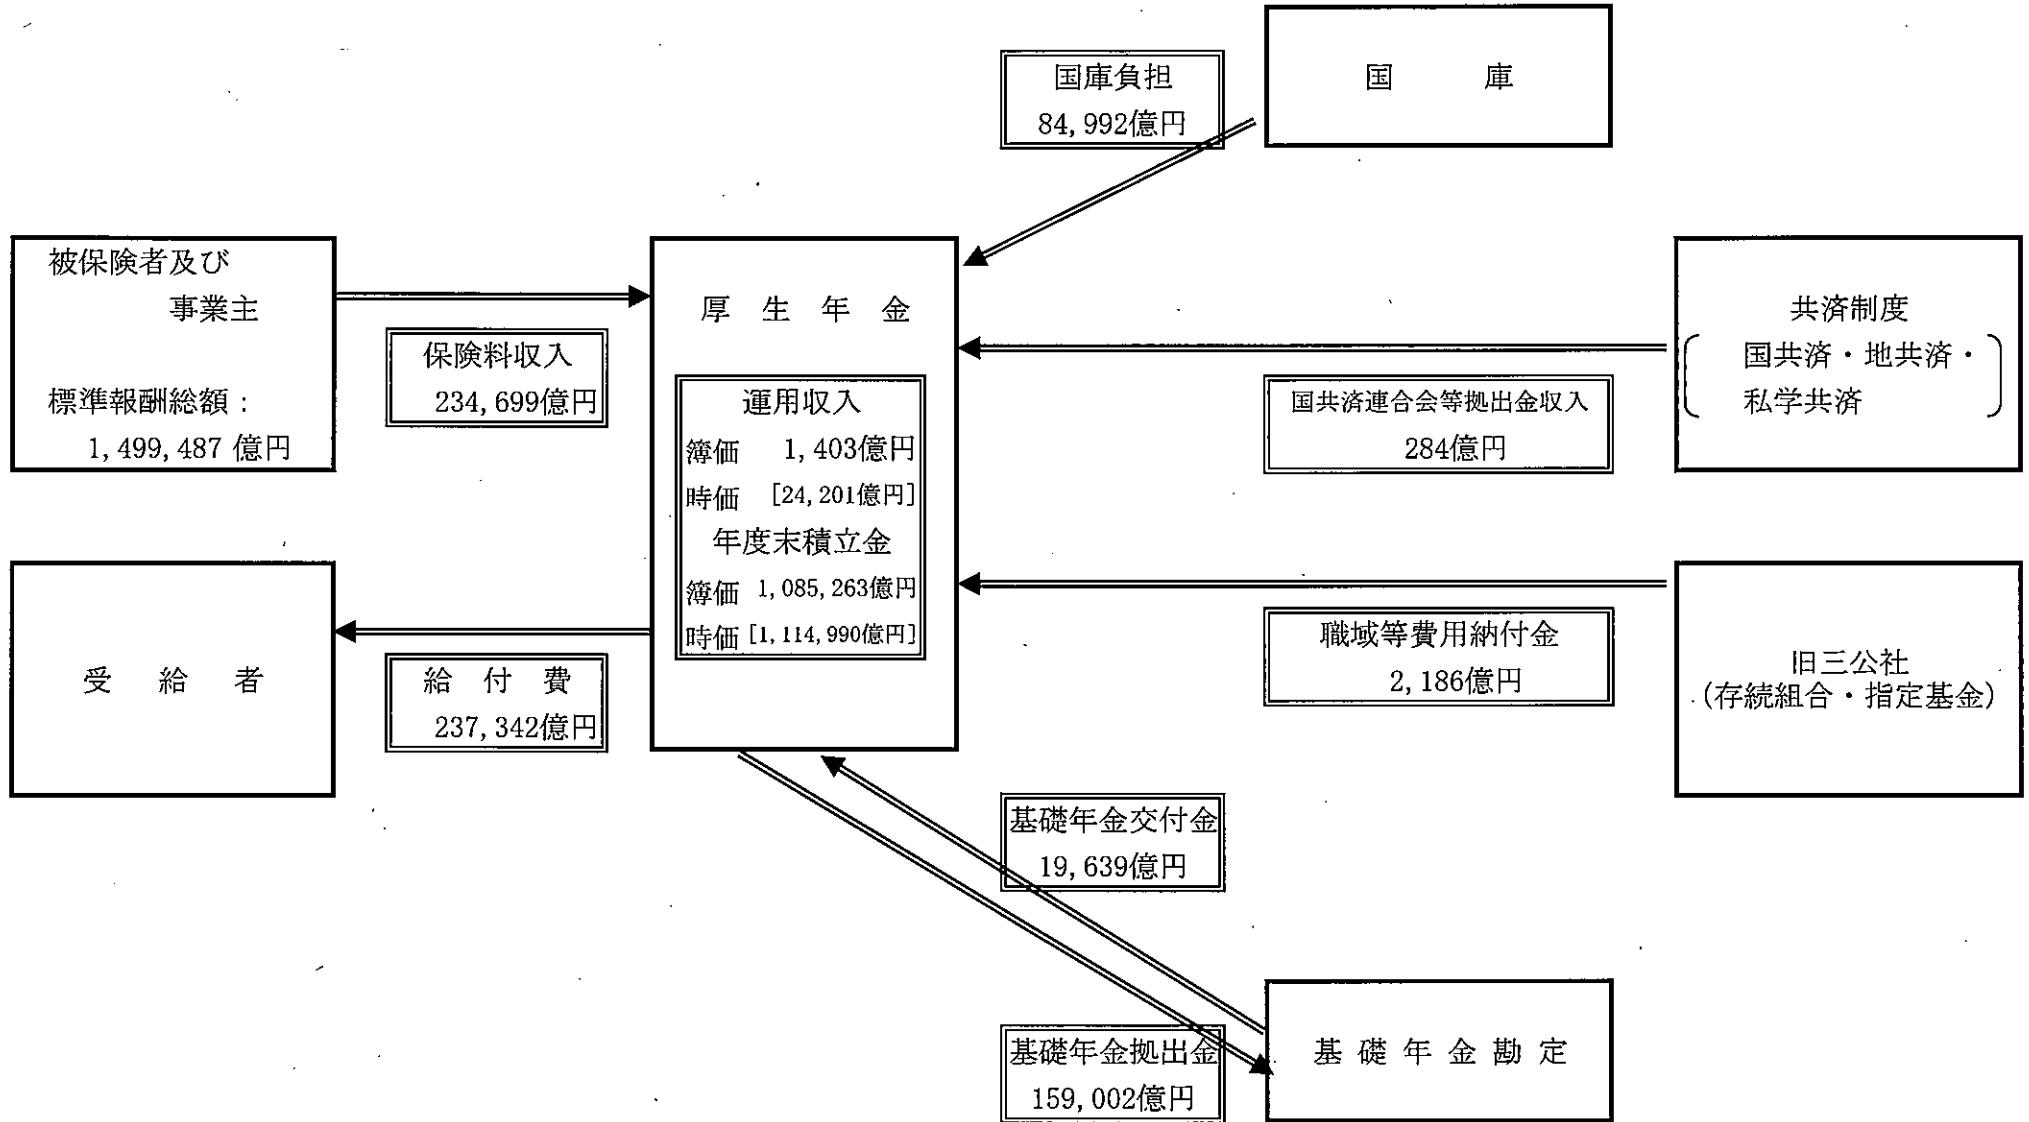 国庫負担
84,992億円
国 庫
被保険者及び
事業主
標準報酬総額：
1,499,487 億円
保険料収入
234,699億円
厚 生 年 金
運用収入
簿価 1,403億円
時価 [24,201億円]
年度末積立金
簿価 1,085,263億円
時価 [1,114,990億円]
共済制度
国共済・地共済・
私学共済
国共済連合会等拠出金収入
284億円
受 給 者
給 付 費
237,342億円
職域等費用納付金
2,186億円
旧三公社
(存続組合・指定基金)
基礎年金交付金
19,639億円
基礎年金拠出金
159,002億円
基 礎 年 金 勘 定